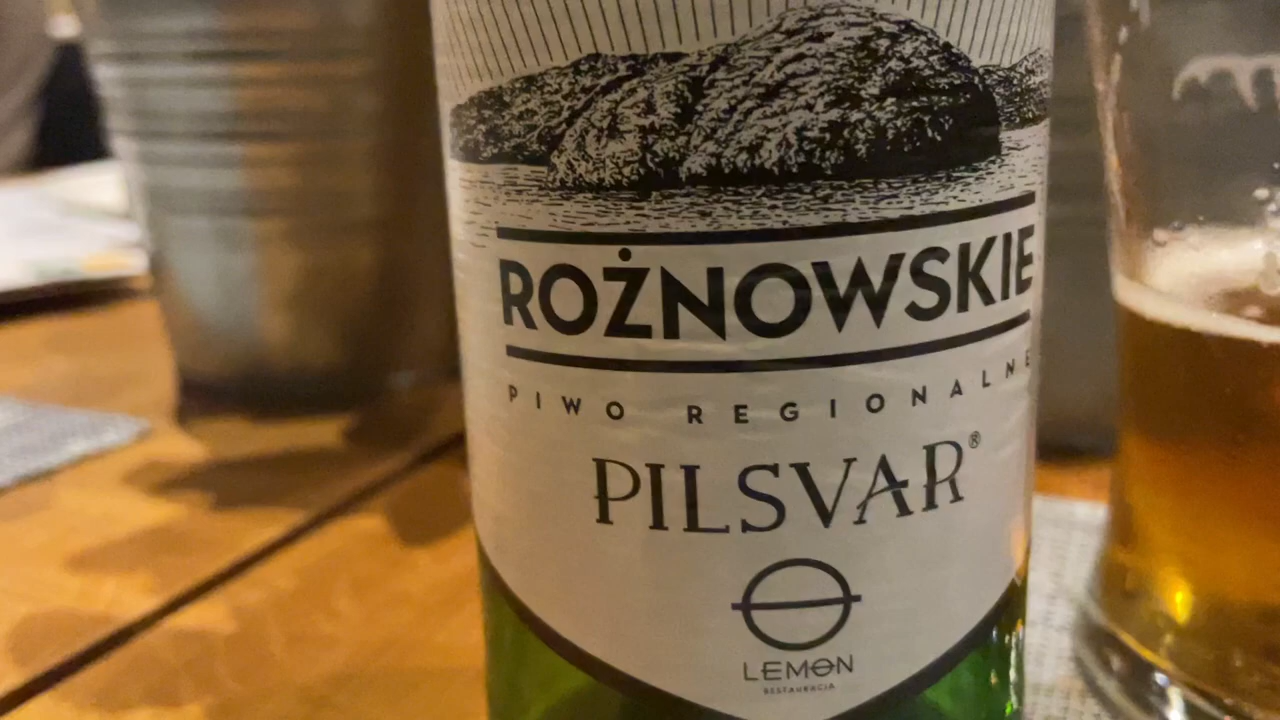 ROŻNOWSKIE
PIWO REGIONALNE
PILSVAR®
LEMON
RESTAURACJA